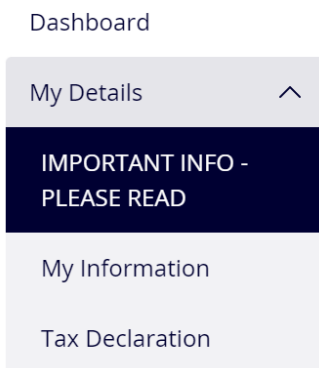 Dashboard
My Details
IMPORTANT INFO -
PLEASE READ
My Information
Tax Declaration